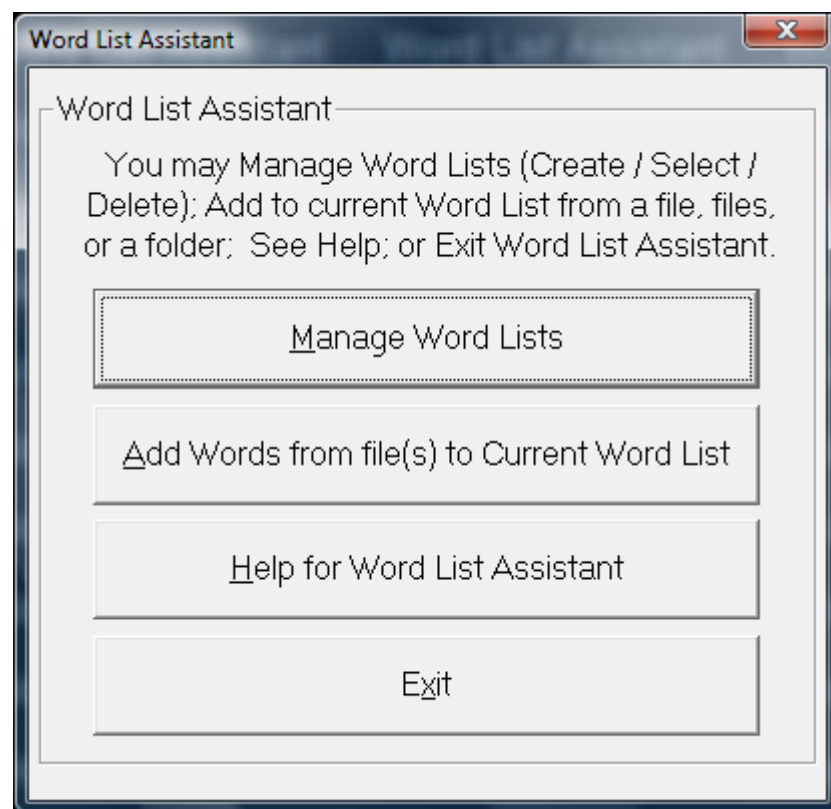 Word List Assistant
Word List Assistant
You may Manage Word Lists (Create / Select /
Delete); Add to current Word List from a file, files,
or a folder;  See Help; or Exit Word List Assistant.
Manage Word Lists
Add Words from file(s) to Current Word List
Help for Word List Assistant
Exit